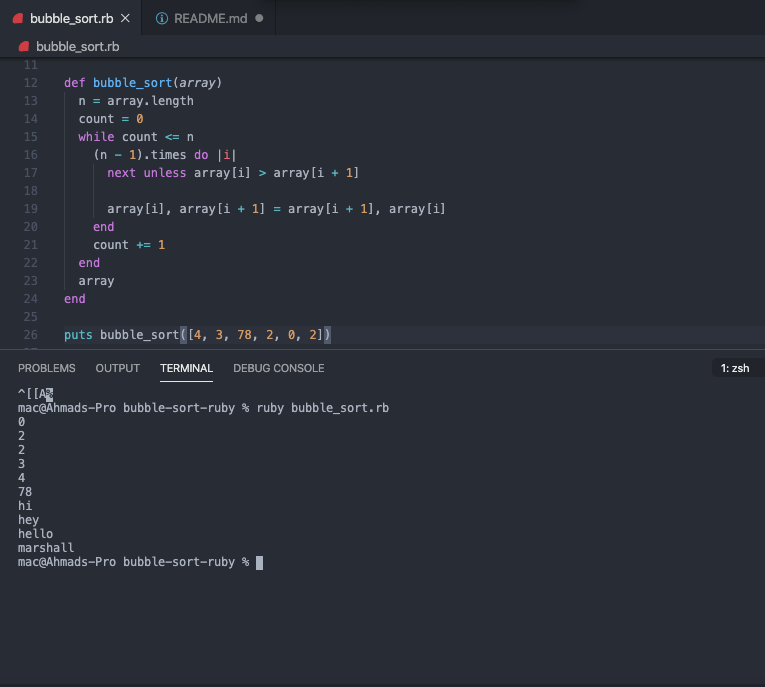 bubble_sort.rb × README.md ●
bubble_sort.rb
11
12 def bubble_sort(array)
13 n = array.length
14 count = 0
15 while count <= n
16 (n - 1).times do |i|
17 next unless array[i] > array[i + 1]
18
19 array[i], array[i + 1] = array[i + 1], array[i]
20 end
21 count += 1
22 end
23 array
24 end
25
26 puts bubble_sort([4, 3, 78, 2, 0, 2])
PROBLEMS OUTPUT TERMINAL DEBUG CONSOLE 1: zsh
^[[A%
mac@Ahmads-Pro bubble-sort-ruby % ruby bubble_sort.rb
0
2
2
3
4
78
hi
hey
hello
marshall
mac@Ahmads-Pro bubble-sort-ruby %